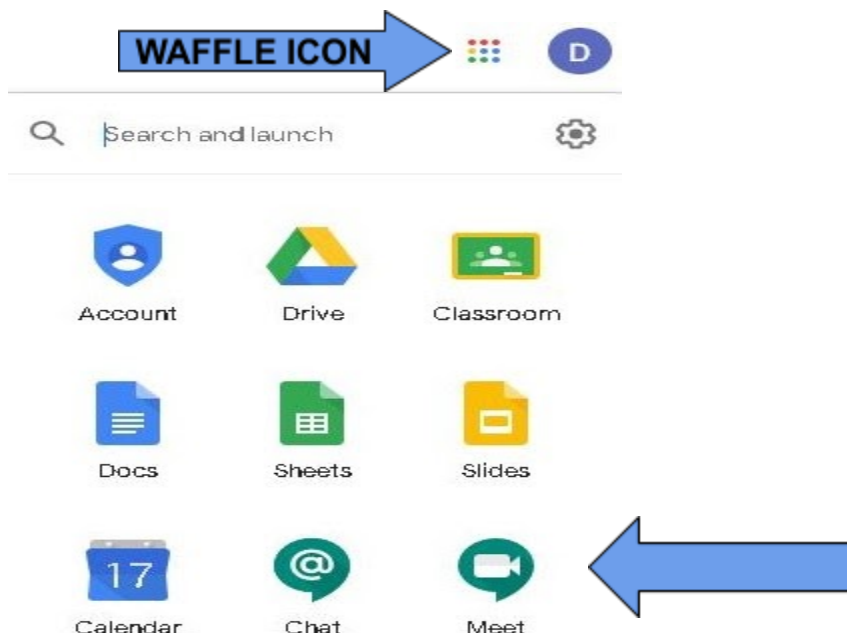 WAFFLE ICON
D
Search and launch
Account Drive Classroom
Docs Sheets Slides
17
@
Calendar Chat Meet